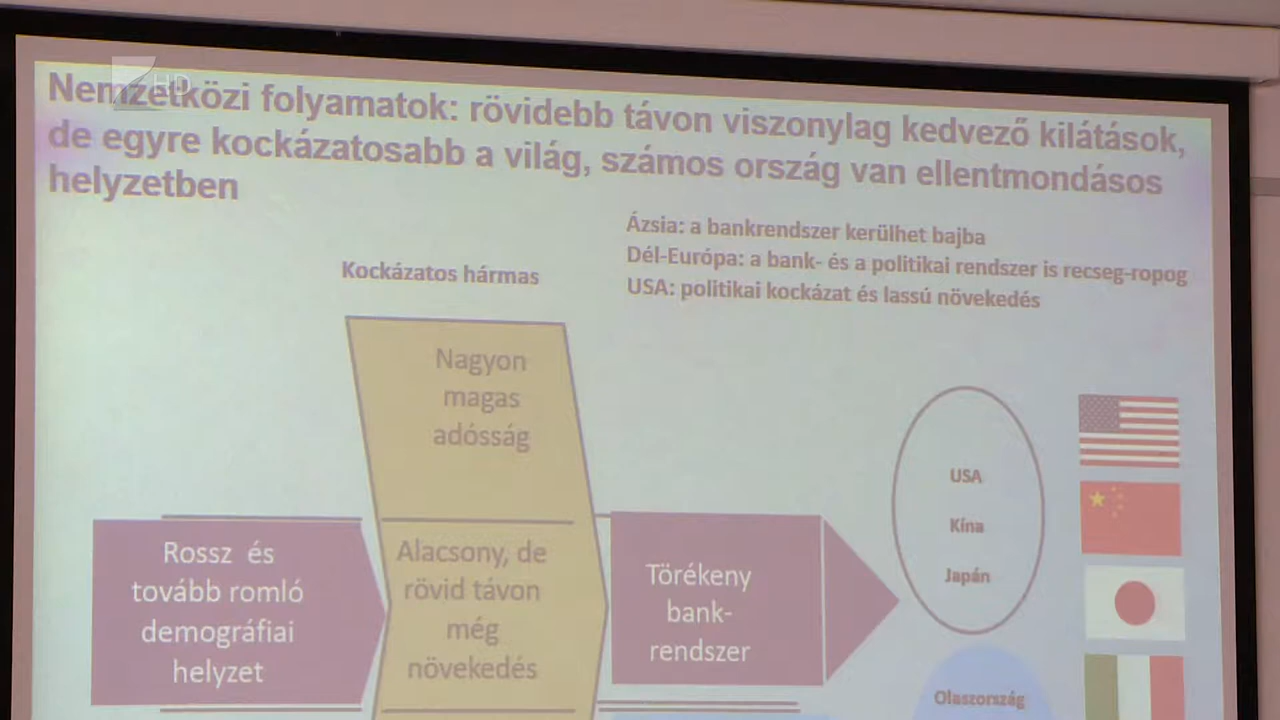 Nemzetközi folyamatok: rövidebb távon viszonylag kedvező kilátások,
de egyre kockázatosabb a világ, számos ország van ellentmondásos
helyzetben
HD
Ázsia: a bankrendszer kerülhet bajba
Dél-Európa: a bank- és a politikai rendszer is recseg-ropog
USA: politikai kockázat és lassú növekedés
Kockázatos hármas
Nagyon
magas
adósság
Rossz és
tovább romló
demográfiai
helyzet
Alacsony, de
rövid távon
még
növekedés
Törékeny
bank-
rendszer
USA
Kína
Japán
Olaszország